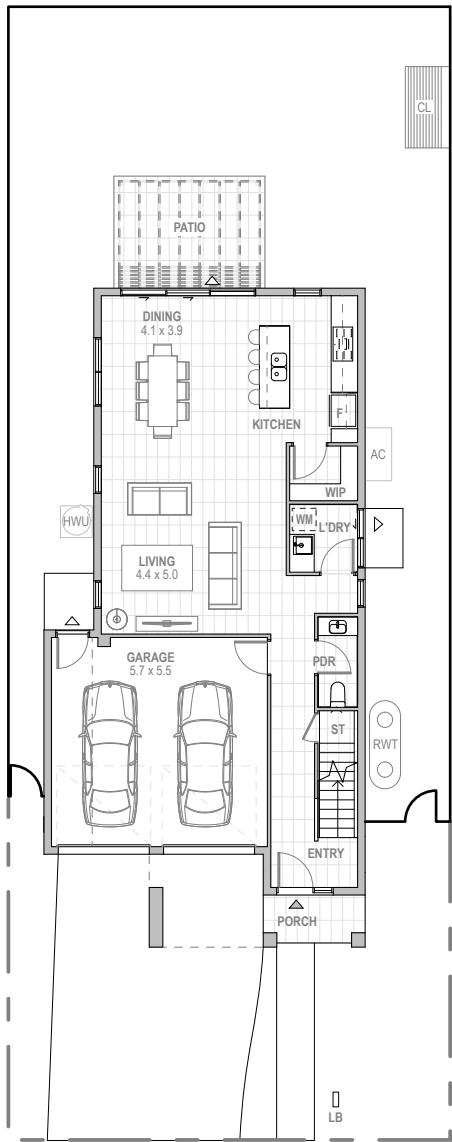 CL
PATIO
DINING
4.1 x 3.9
F
KITCHEN
AC
WIP
HWU
WM
L'DRY
LIVING
4.4 x 5.0
GARAGE
5.7 x 5.5
PDR
ST
RWT
ENTRY
PORCH
LB